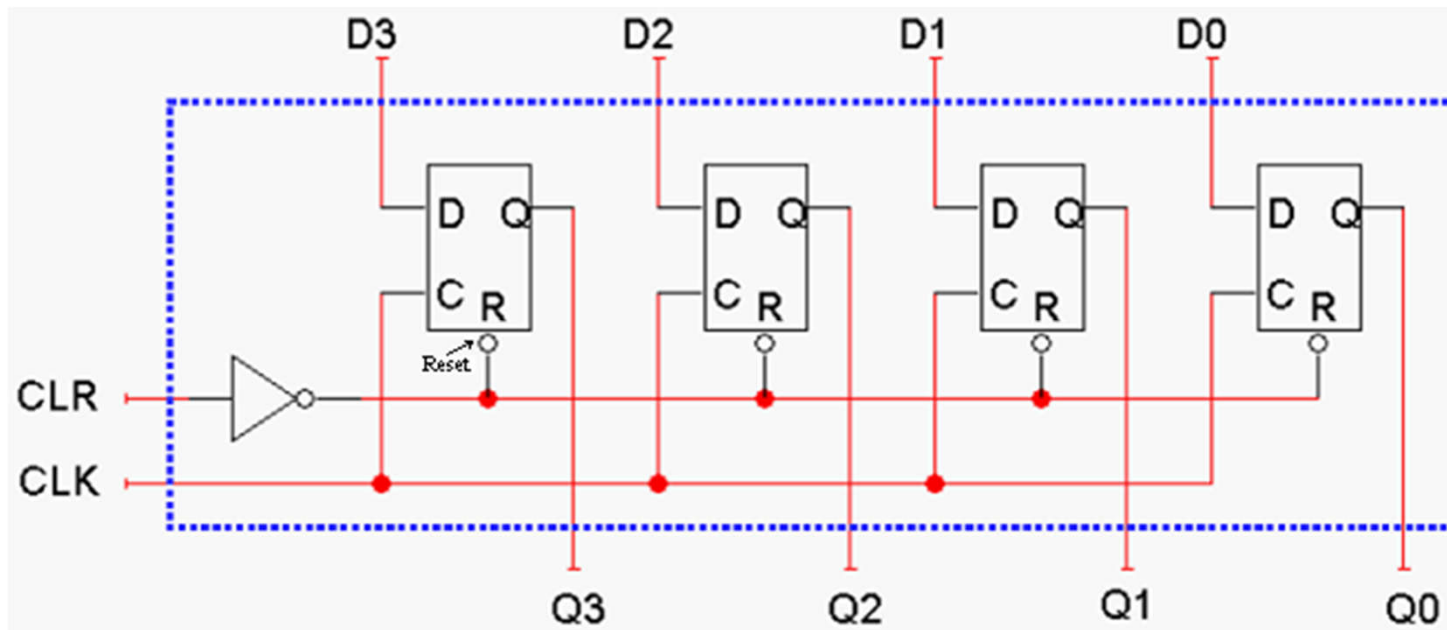 D3 D2 D1 D0
D Q D Q D Q D Q
C R C R C R C R
Reset
CLR
CLK
Q3 Q2 Q1 Q0